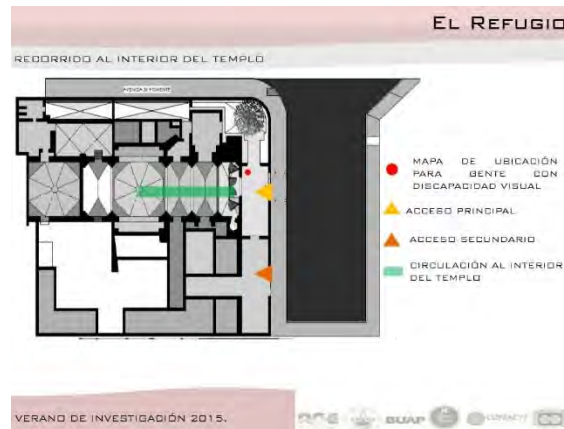 EL REFUGIO
RECORRIDO AL INTERIOR DEL TEMPLO
MAPA DE UBICACIÓN
PARA GENTE CON
DISCAPACIDAD VISUAL
ACCESO PRINCIPAL
ACCESO SECUNDARIO
CIRCULACIÓN AL INTERIOR
DEL TEMPLO
VERANO DE INVESTIGACIÓN 2015.
BUAP